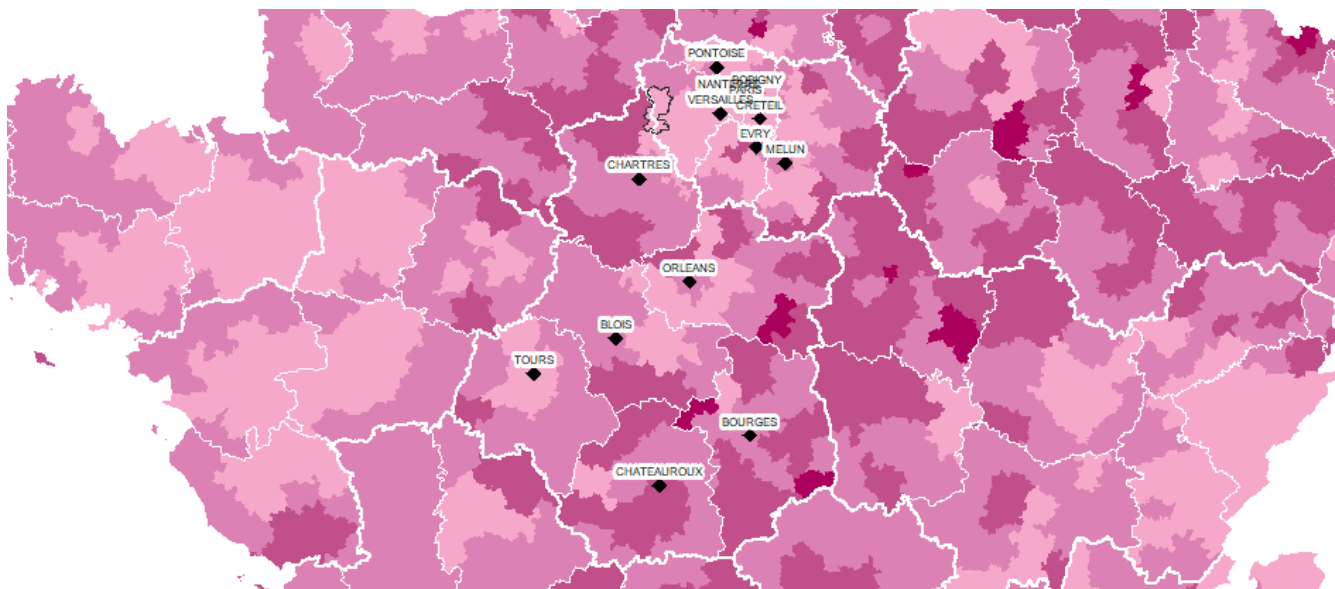 PONTOISE
BOBIGNY
NANTERRE
PARIS
VERSAILLES
CRETEIL
EVRY
MELUN
CHARTRES
ORLEANS
BLOIS
TOURS
BOURGES
CHATEAUROUX